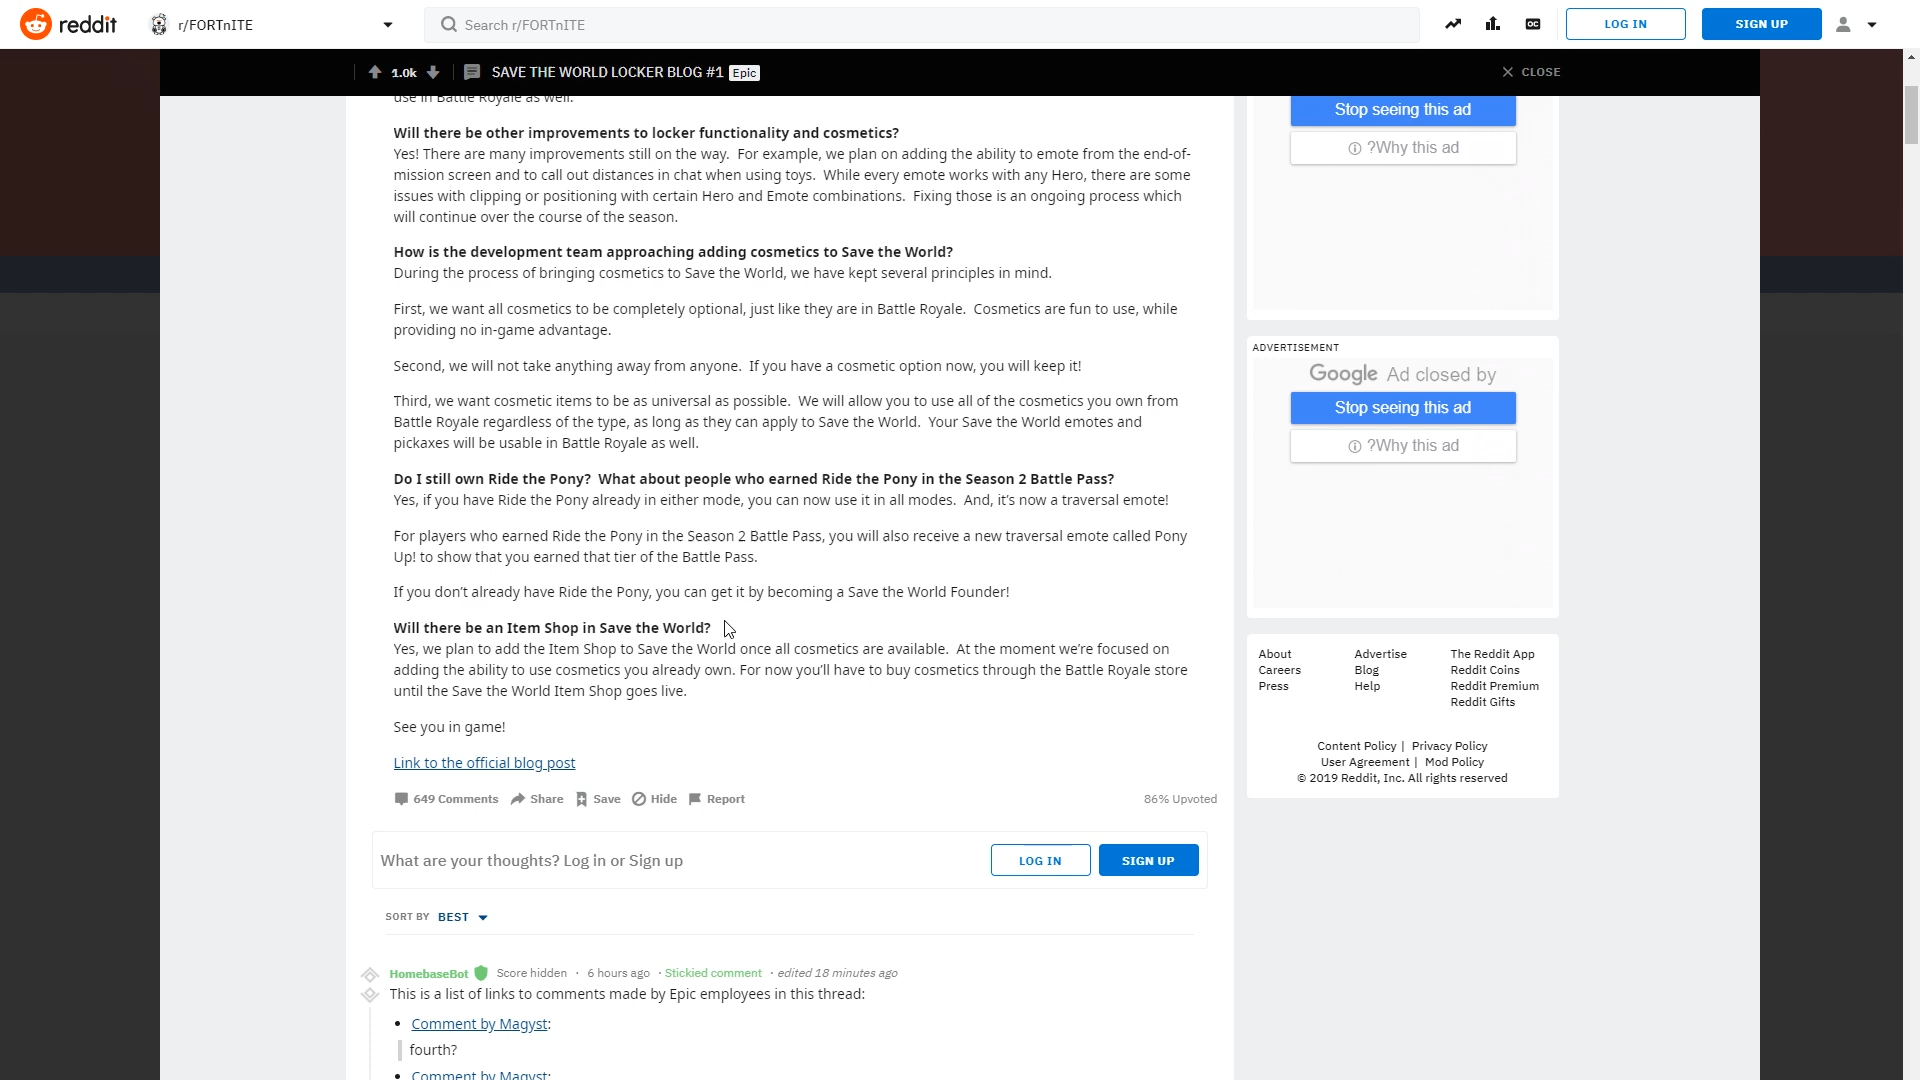 reddit
r/FORTnITE
Search r/FORTnITE
LOG IN
SIGN UP
1.0k
SAVE THE WORLD LOCKER BLOG #1 Epic
CLOSE
use in Battle Royale as well.
Will there be other improvements to locker functionality and cosmetics?
Yes! There are many improvements still on the way.  For example, we plan on adding the ability to emote from the end-of-
mission screen and to call out distances in chat when using toys.  While every emote works with any Hero, there are some
issues with clipping or positioning with certain Hero and Emote combinations.  Fixing those is an ongoing process which
will continue over the course of the season.
How is the development team approaching adding cosmetics to Save the World?
During the process of bringing cosmetics to Save the World, we have kept several principles in mind.
First, we want all cosmetics to be completely optional, just like they are in Battle Royale.  Cosmetics are fun to use, while
providing no in-game advantage.
Second, we will not take anything away from anyone.  If you have a cosmetic option now, you will keep it!
Third, we want cosmetic items to be as universal as possible.  We will allow you to use all of the cosmetics you own from
Battle Royale regardless of the type, as long as they can apply to Save the World.  Your Save the World emotes and
pickaxes will be usable in Battle Royale as well.
Do I still own Ride the Pony?  What about people who earned Ride the Pony in the Season 2 Battle Pass?
Yes, if you have Ride the Pony already in either mode, you can now use it in all modes.  And, it's now a traversal emote!
For players who earned Ride the Pony in the Season 2 Battle Pass, you will also receive a new traversal emote called Pony
Up! to show that you earned that tier of the Battle Pass.
If you don't already have Ride the Pony, you can get it by becoming a Save the World Founder!
Will there be an Item Shop in Save the World?
Yes, we plan to add the Item Shop to Save the World once all cosmetics are available.  At the moment we're focused on
adding the ability to use cosmetics you already own. For now you'll have to buy cosmetics through the Battle Royale store
until the Save the World Item Shop goes live.
See you in game!
Link to the official blog post
649 Comments Share Save Hide Report
86% Upvoted
What are your thoughts? Log in or Sign up
LOG IN
SIGN UP
SORT BY BEST
HomebaseBot Score hidden · 6 hours ago · Stickied comment · edited 18 minutes ago
This is a list of links to comments made by Epic employees in this thread:
• Comment by Magyst:
fourth?
• Comment by Magyst:
Stop seeing this ad
?Why this ad
ADVERTISEMENT
Google Ad closed by
Stop seeing this ad
?Why this ad
About
Careers
Press
Advertise
Blog
Help
The Reddit App
Reddit Coins
Reddit Premium
Reddit Gifts
Content Policy | Privacy Policy
User Agreement | Mod Policy
© 2019 Reddit, Inc. All rights reserved